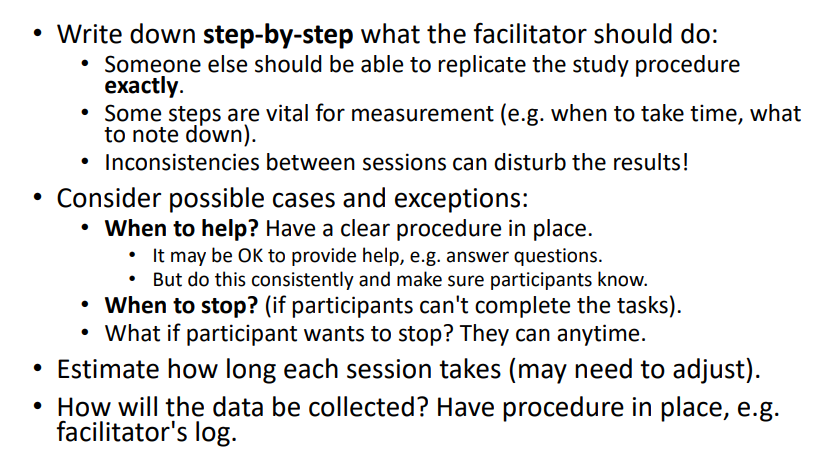 • Write down step-by-step what the facilitator should do:
• Someone else should be able to replicate the study procedure
exactly.
• Some steps are vital for measurement (e.g. when to take time, what
to note down).
• Inconsistencies between sessions can disturb the results!
• Consider possible cases and exceptions:
• When to help? Have a clear procedure in place.
• It may be OK to provide help, e.g. answer questions.
• But do this consistently and make sure participants know.
• When to stop? (if participants can't complete the tasks).
• What if participant wants to stop? They can anytime.
• Estimate how long each session takes (may need to adjust).
• How will the data be collected? Have procedure in place, e.g.
facilitator's log.